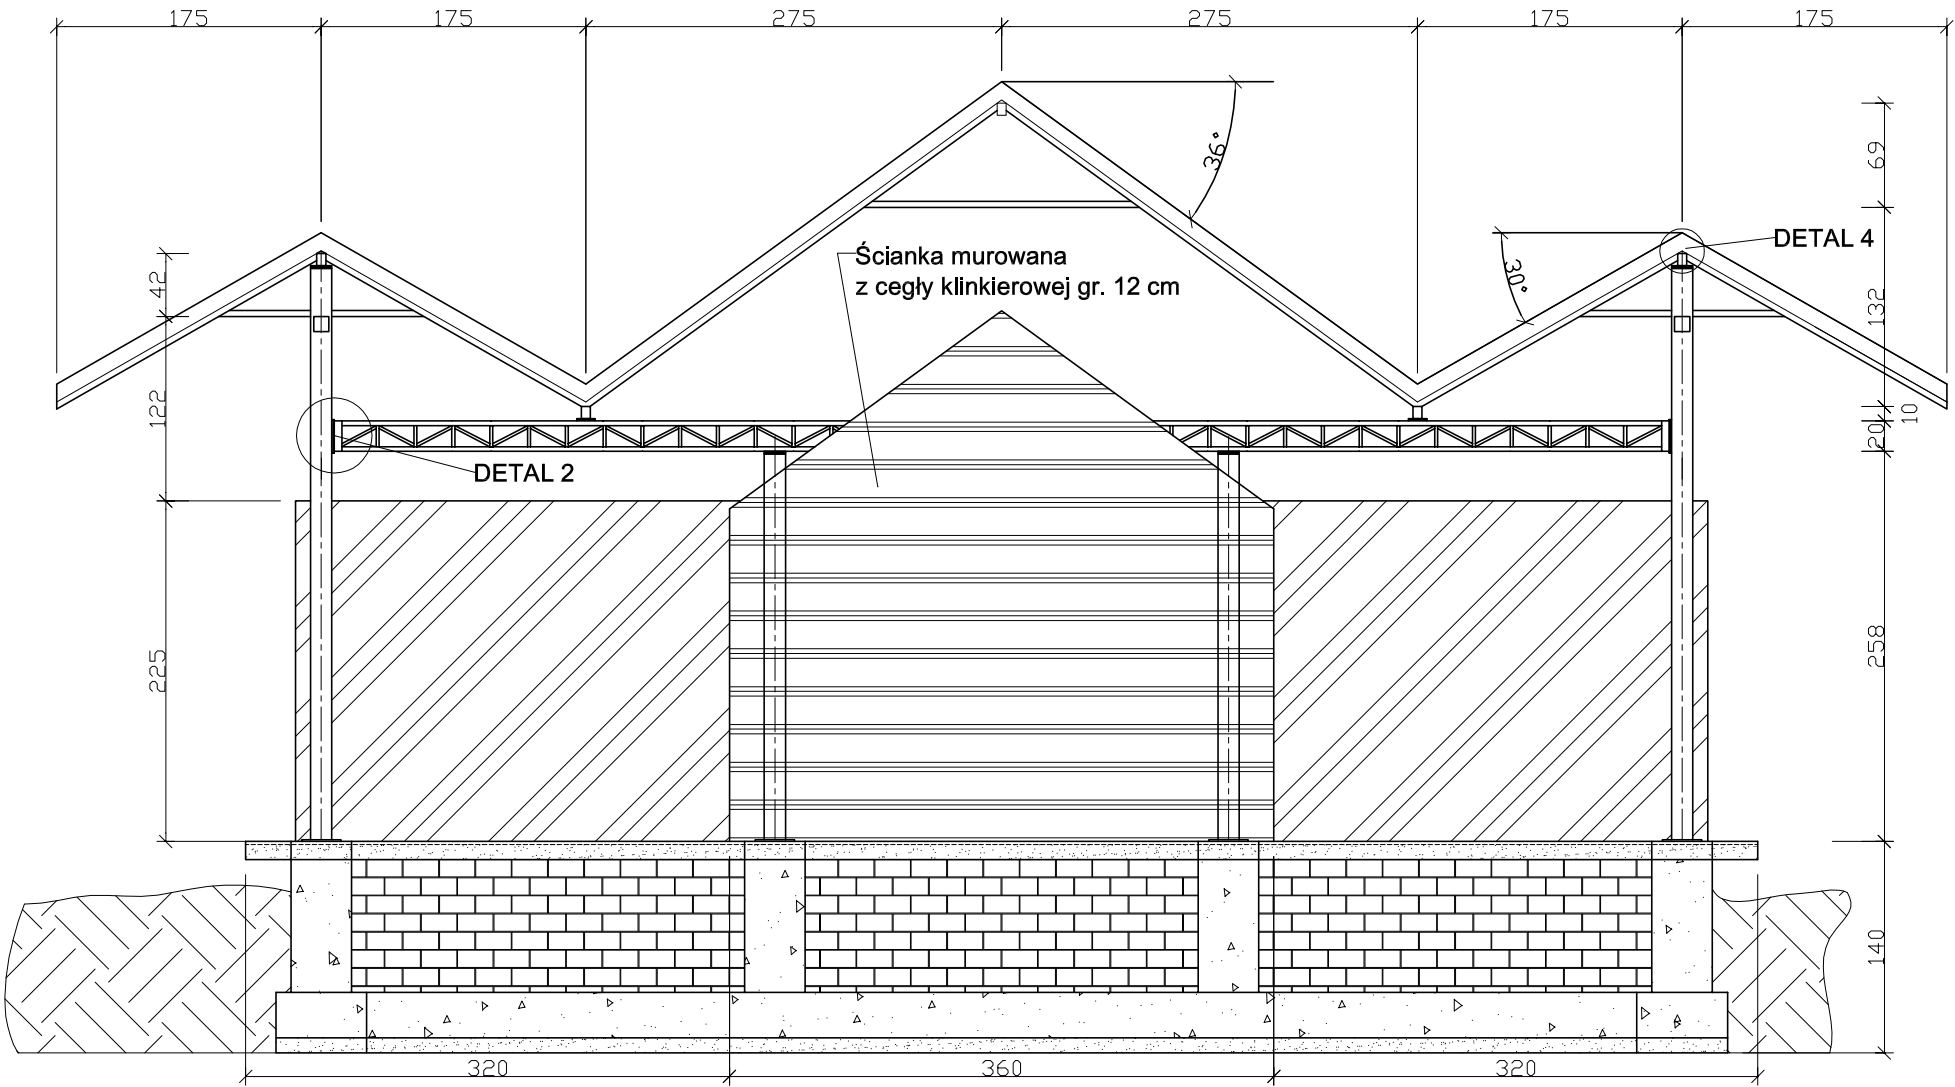 175 175 275 275 175 175
36°
69
Ścianka murowana
z cegły klinkierowej gr. 12 cm
30°
DETAL 4
42
132
122
10
20
DETAL 2
225
258
140
320 360 320